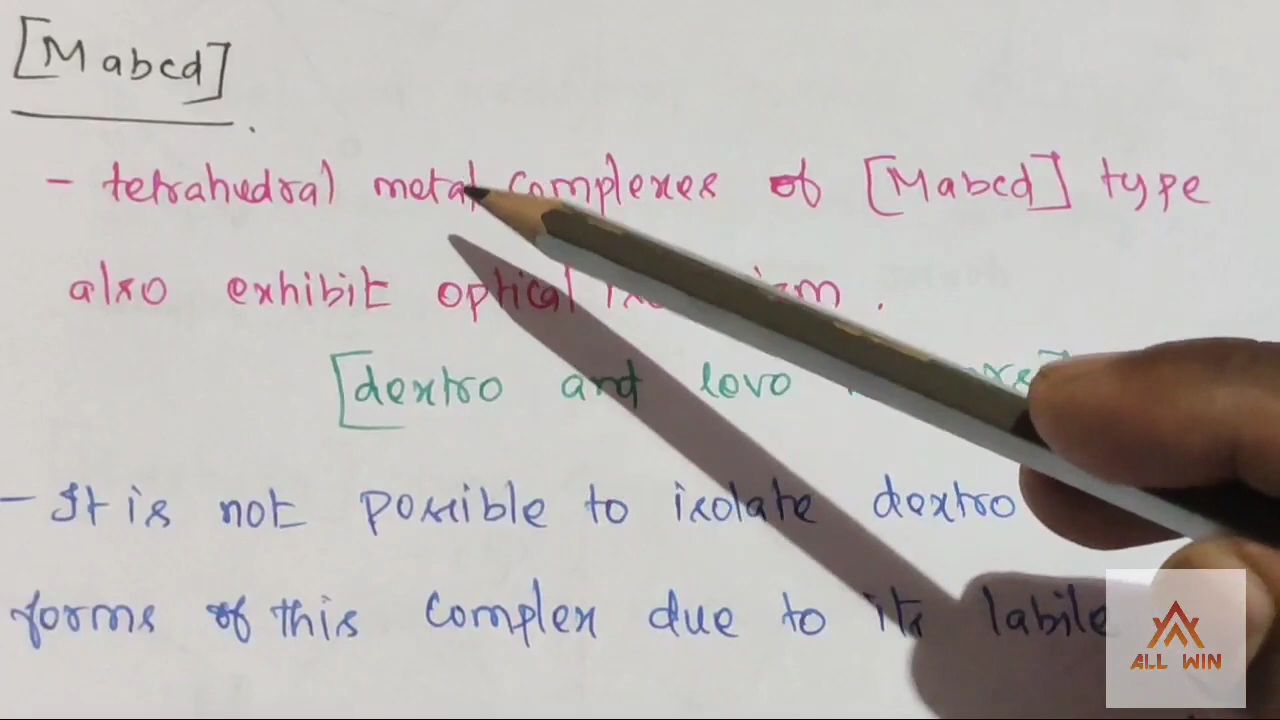 [Mabcd]
- tetrahedral metal complexes of [Mabcd] type
also exhibit optical .
[dextro and levo
- It is not possible to isolate dextro
forms of this complex due to its labile
ALL WIN